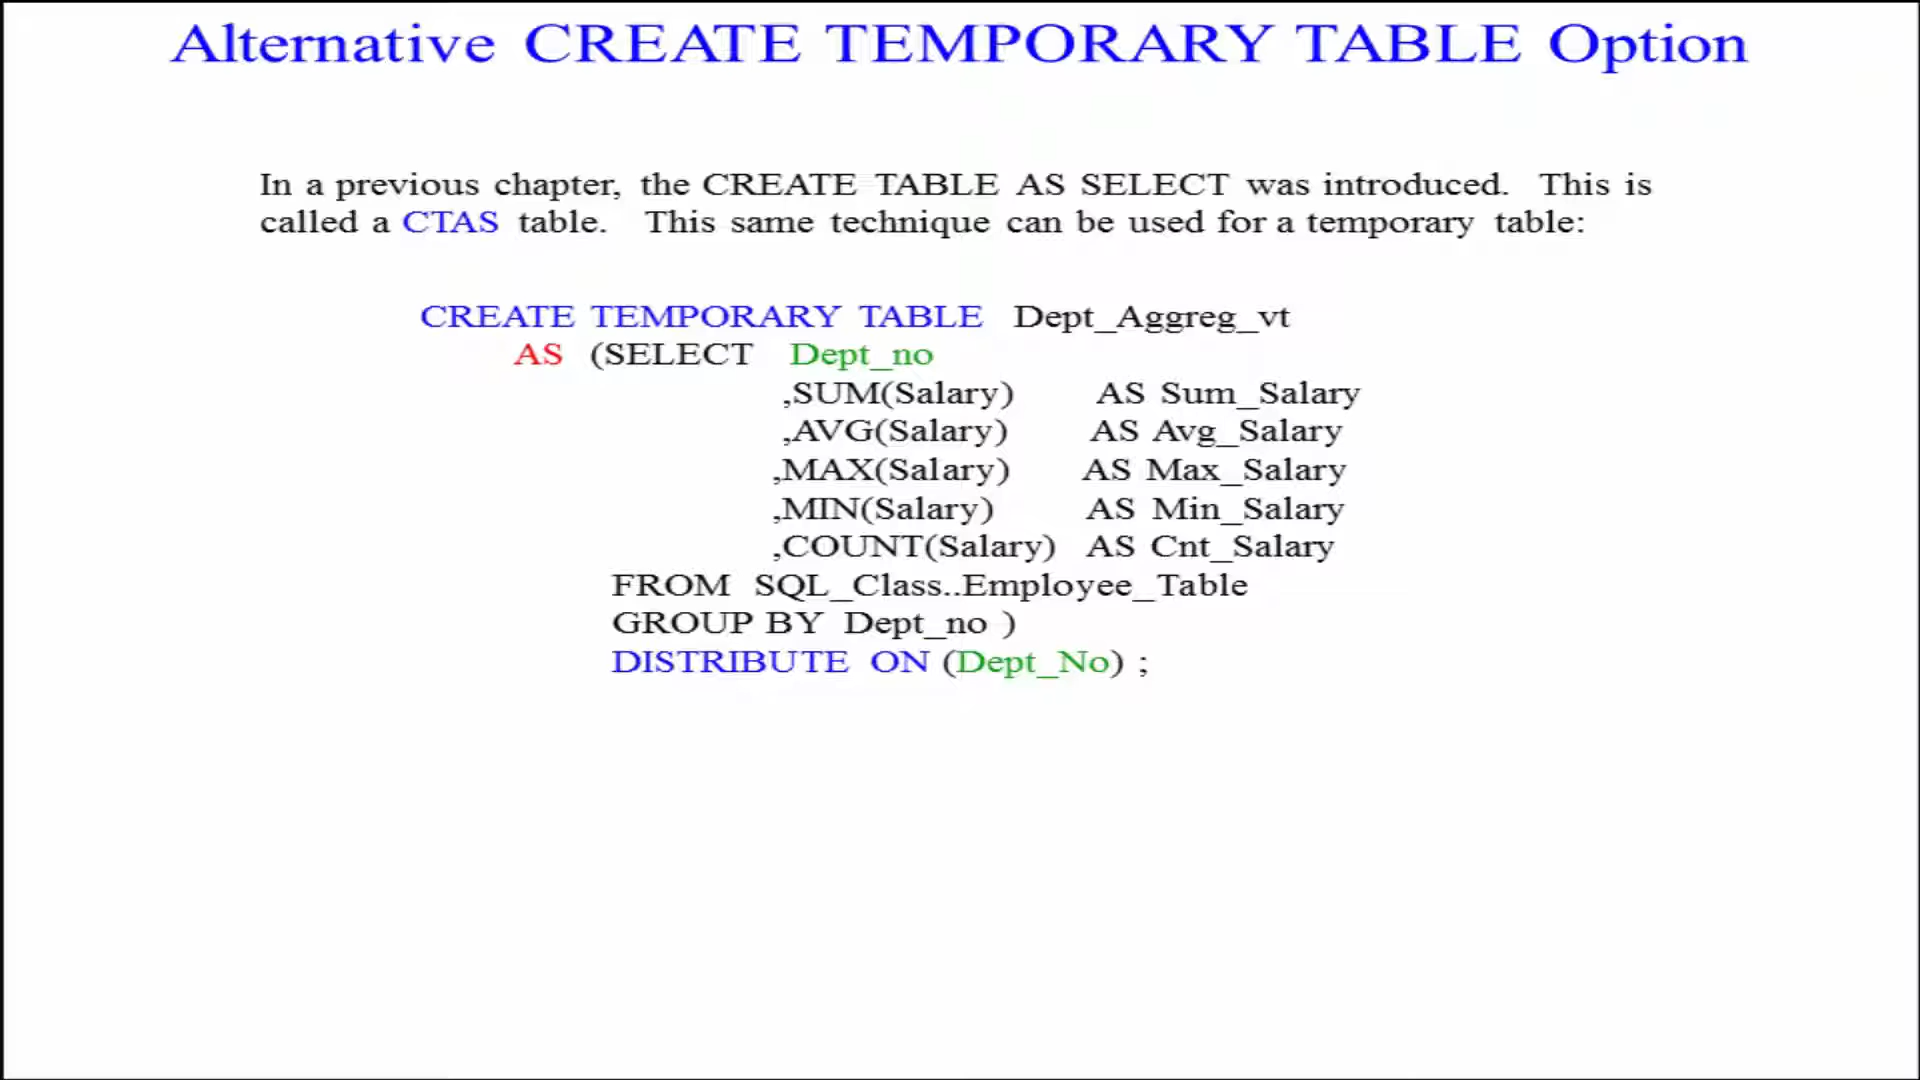 Alternative CREATE TEMPORARY TABLE Option
In a previous chapter, the CREATE TABLE AS SELECT was introduced. This is
called a CTAS table. This same technique can be used for a temporary table:
CREATE TEMPORARY TABLE Dept_Aggreg_vt
AS (SELECT Dept_no
,SUM(Salary) AS Sum_Salary
,AVG(Salary) AS Avg_Salary
,MAX(Salary) AS Max_Salary
,MIN(Salary) AS Min_Salary
,COUNT(Salary) AS Cnt_Salary
FROM SQL_Class..Employee_Table
GROUP BY Dept_no )
DISTRIBUTE ON (Dept_No) ;